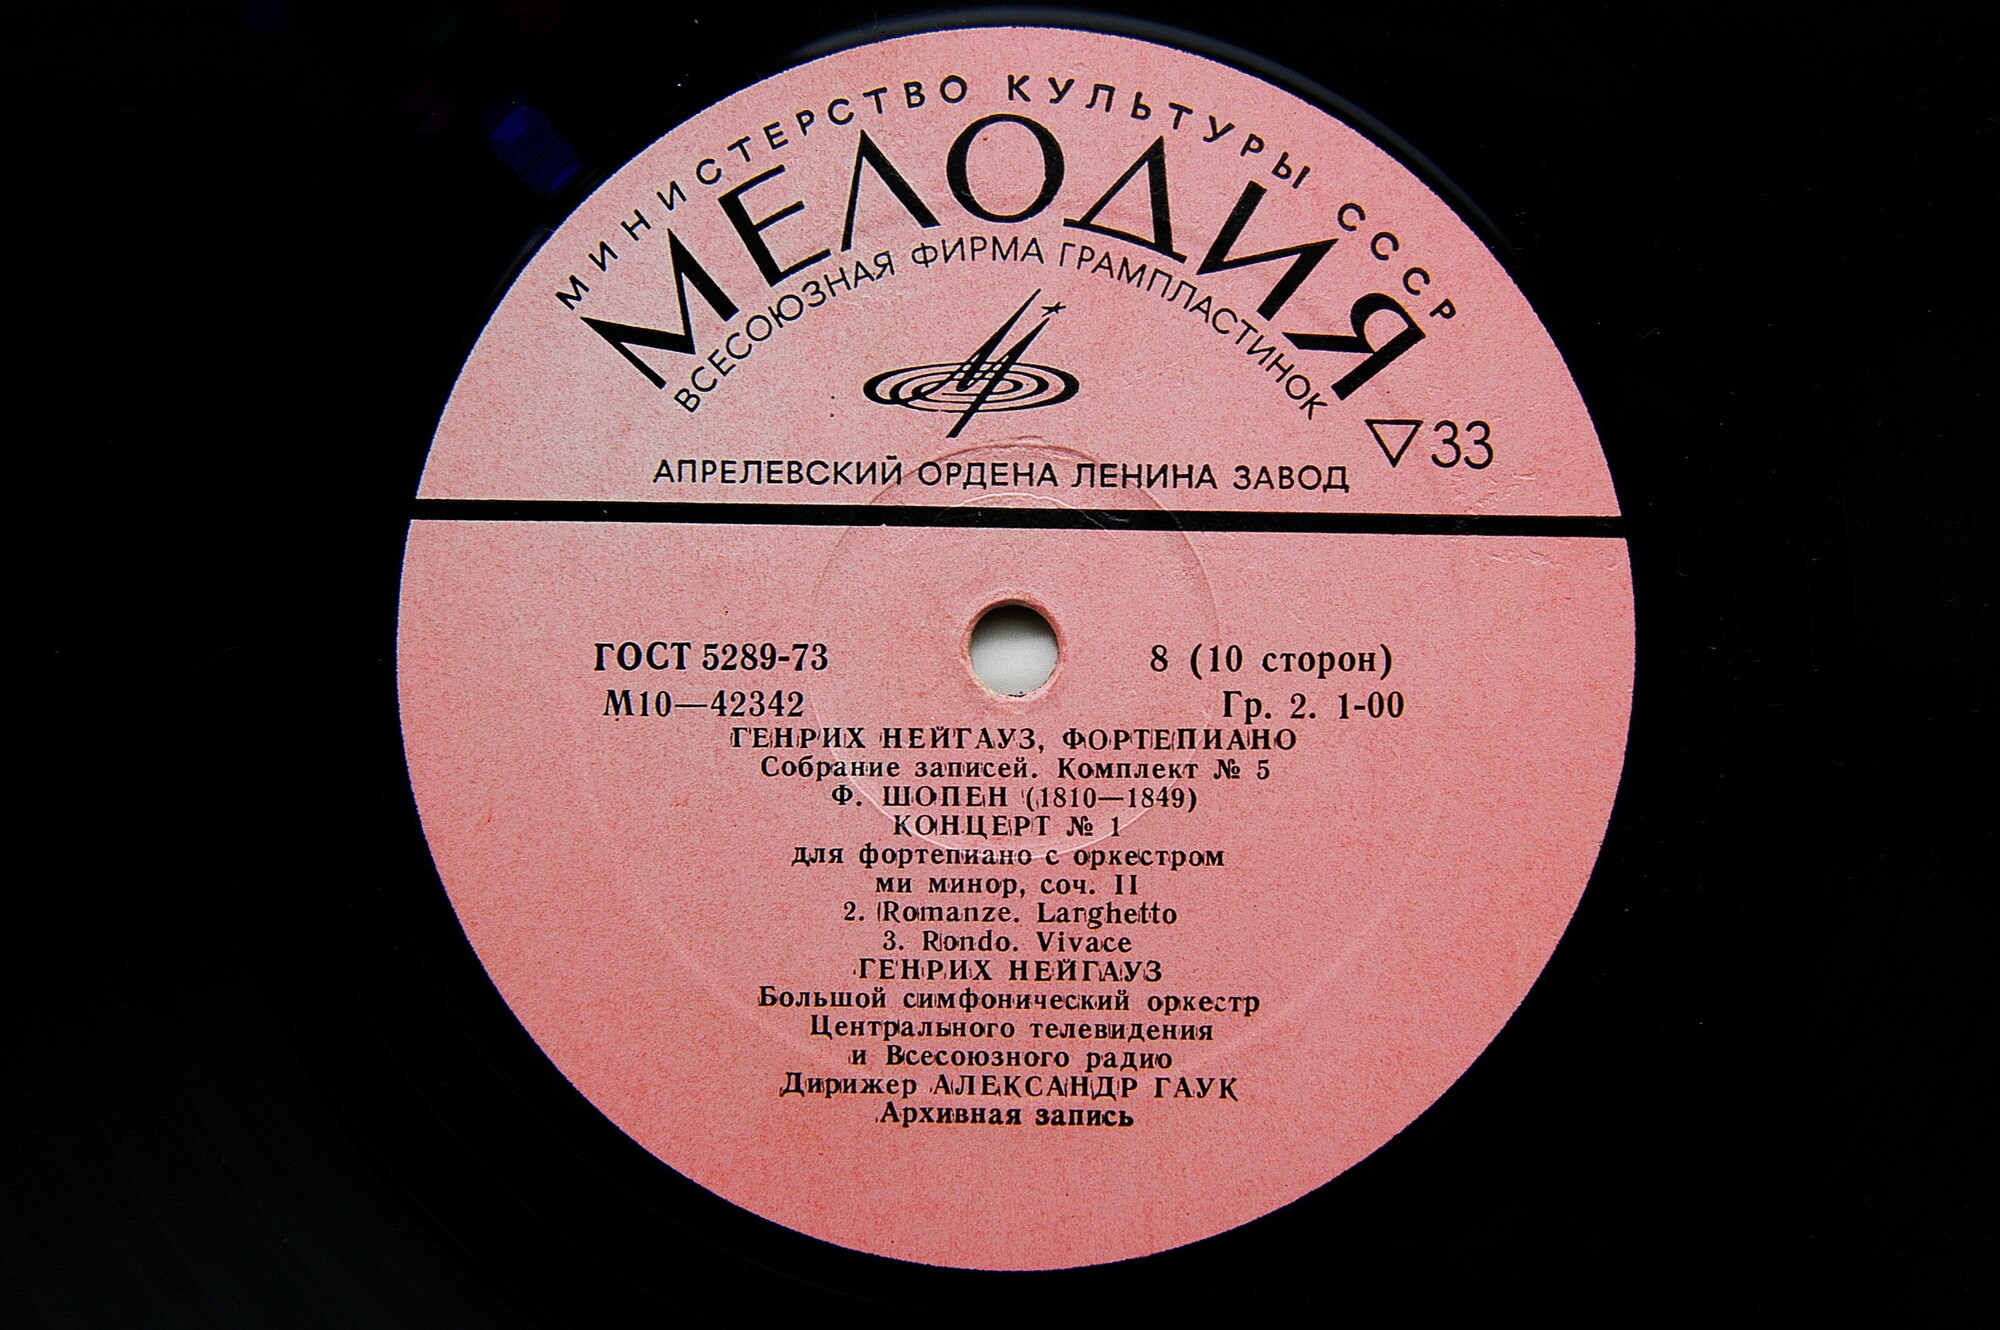 МИНИСТЕРСТВО КУЛЬТУРЫ СССР
МЕЛОДИЯ
ВСЕСОЮЗНАЯ ФИРМА ГРАМПЛАСТИНОК
▽33
АПРЕЛЕВСКИЙ ОРДЕНА ЛЕНИНА ЗАВОД
ГОСТ 5289-73 8 (10 сторон)
М10—42342 Гр. 2. 1-00
ГЕНРИХ НЕЙГАУЗ, ФОРТЕПИАНО
Собрание записей. Комплект № 5
Ф. ШОПЕН (1810—1849)
КОНЦЕРТ № 1
для фортепиано с оркестром
ми минор, соч. II
2. Romanze. Larghetto
3. Rondo. Vivace
ГЕНРИХ НЕЙГАУЗ
Большой симфонический оркестр
Центрального телевидения
и Всесоюзного радио
Дирижер АЛЕКСАНДР ГАУК
Архивная запись